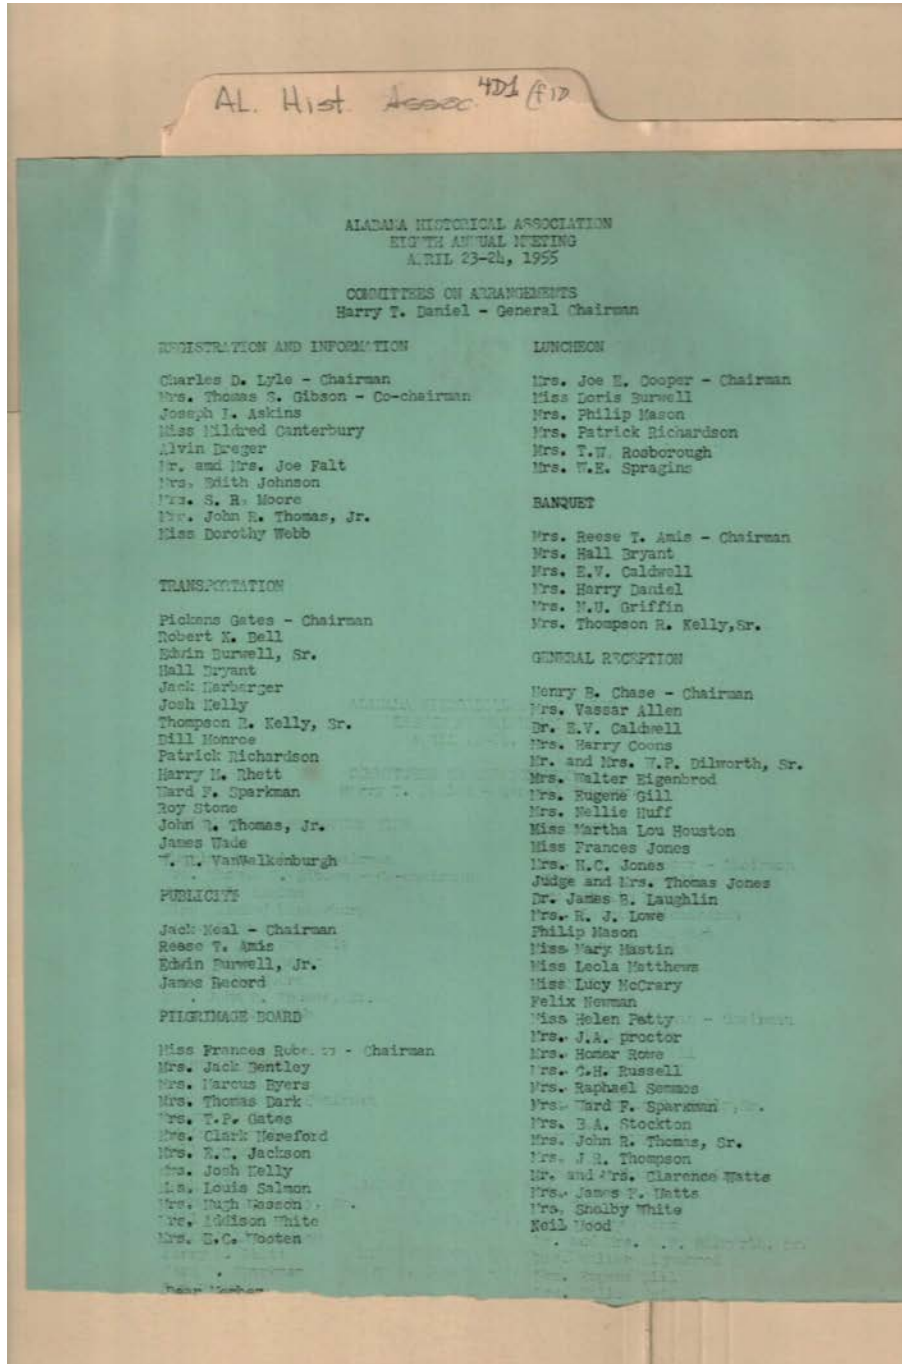 AL. Hist. Assoc. 4D1 (f1D
ALABAMA HISTORICAL ASSOCIATION
EIGHTH ANNUAL MEETING
APRIL 23-24, 1955
COMMITTEES ON ARRANGEMENTS
Harry T. Daniel - General Chairman
REGISTRATION AND INFORMATION
Charles D. Lyle - Chairman
Mrs. Thomas S. Gibson - Co-chairman
Joseph I. Askins
Miss Mildred Canterbury
Alvin Dreger
Mr. and Mrs. Joe Falt
Mrs. Edith Johnson
Mrs. S. R. Moore
John R. Thomas, Jr.
Miss Dorothy Webb
TRANSPORTATION
Pickens Gates - Chairman
Robert K. Bell
Edwin Burwell, Sr.
Hall Bryant
Jack Harbarger
Josh Kelly
Thompson R. Kelly, Sr.
Bill Monroe
Patrick Richardson
Harry M. Rhett
Ward F. Sparkman
Roy Stone
John R. Thomas, Jr.
James Wade
VanValkenburgh
PUBLICITY
Jack Neal - Chairman
Reese T. Amis
Edwin Burwell, Jr.
James Record
PILGRIMAGE BOARD
Miss Frances Roberts - Chairman
Mrs. Jack Bentley
Mrs. Marcus Byers
Mrs. Thomas Dark
Mrs. T.P. Gates
Mrs. Clark Hereford
Mrs. E.C. Jackson
Mrs. Josh Kelly
Louis Salmon
Mrs. Hugh Wasson
Mrs. Addison White
Mrs. E.C. Wooten
Dear Member
LUNCHEON
Mrs. Joe E. Cooper - Chairman
Miss Doris Burwell
Mrs. Philip Mason
Mrs. Patrick Richardson
Mrs. T.W. Rosborough
Mrs. W.E. Spragins
BANQUET
Mrs. Reese T. Amis - Chairman
Mrs. Hall Bryant
Mrs. E.V. Caldwell
Mrs. Harry Daniel
Mrs. N.U. Griffin
Mrs. Thompson R. Kelly,Sr.
GENERAL RECEPTION
Henry B. Chase - Chairman
Mrs. Vassar Allen
Dr. E.V. Caldwell
Mrs. Harry Coons
Mr. and Mrs. W.P. Dilworth, Sr.
Mrs. Walter Eigenbrod
Mrs. Eugene Gill
Mrs. Nellie Huff
Miss Martha Lou Houston
Miss Frances Jones
Mrs. H.C. Jones
Judge and Mrs. Thomas Jones
Dr. James B. Laughlin
Mrs. R. J. Lowe
Philip Mason
Miss Mary Mastin
Miss Leola Matthews
Miss Lucy McCrary
Felix Newman
Miss Helen Patty
Mrs. J.A. proctor
Mrs. Homer Rowe
Mrs. C.H. Russell
Mrs. Raphael Semmes
Mrs. Ward F. Sparkman
Mrs. B.A. Stockton
Mrs. John R. Thomas, Sr.
Mrs. J.R. Thompson
Mr. and Mrs. Clarence Watts
Mrs. James F. Watts
Mrs. Shelby White
Neil Wood